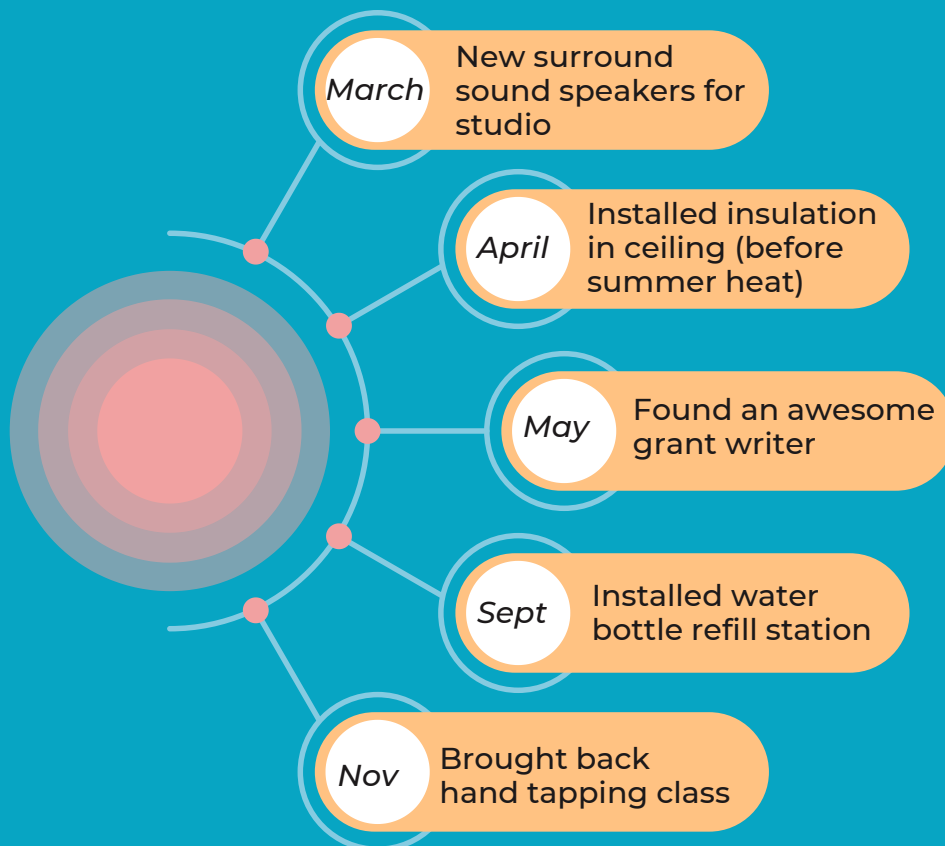 March
New surround
sound speakers for
studio
April
Installed insulation
in ceiling (before
summer heat)
May
Found an awesome
grant writer
Sept
Installed water
bottle refill station
Nov
Brought back
hand tapping class